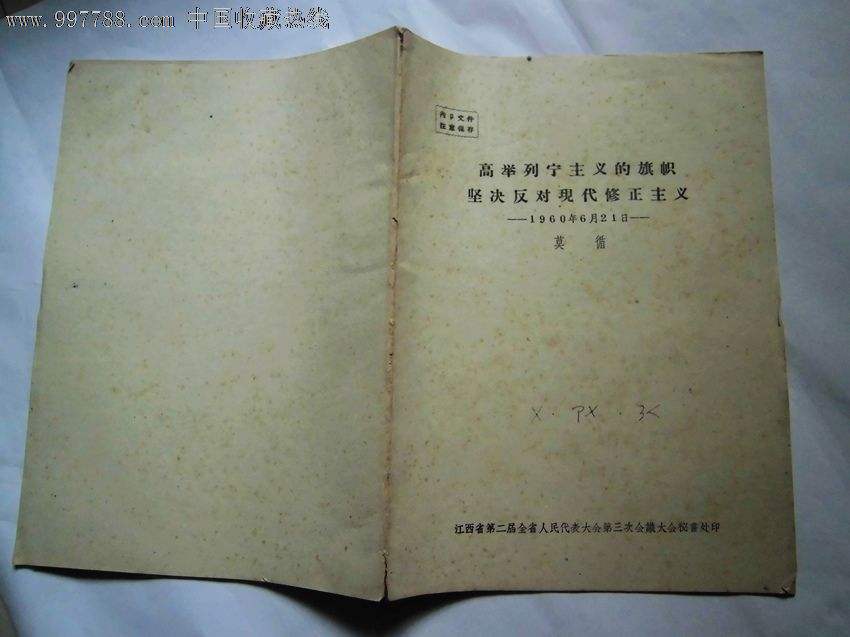 www.997788.com 中国收藏热线
内部文件
注意保存
高举列宁主义的旗帜
坚决反对现代修正主义
——1960年6月21日——
莫循
X · PX · 3K
江西省第二届全省人民代表大会第三次会议大会秘书处印